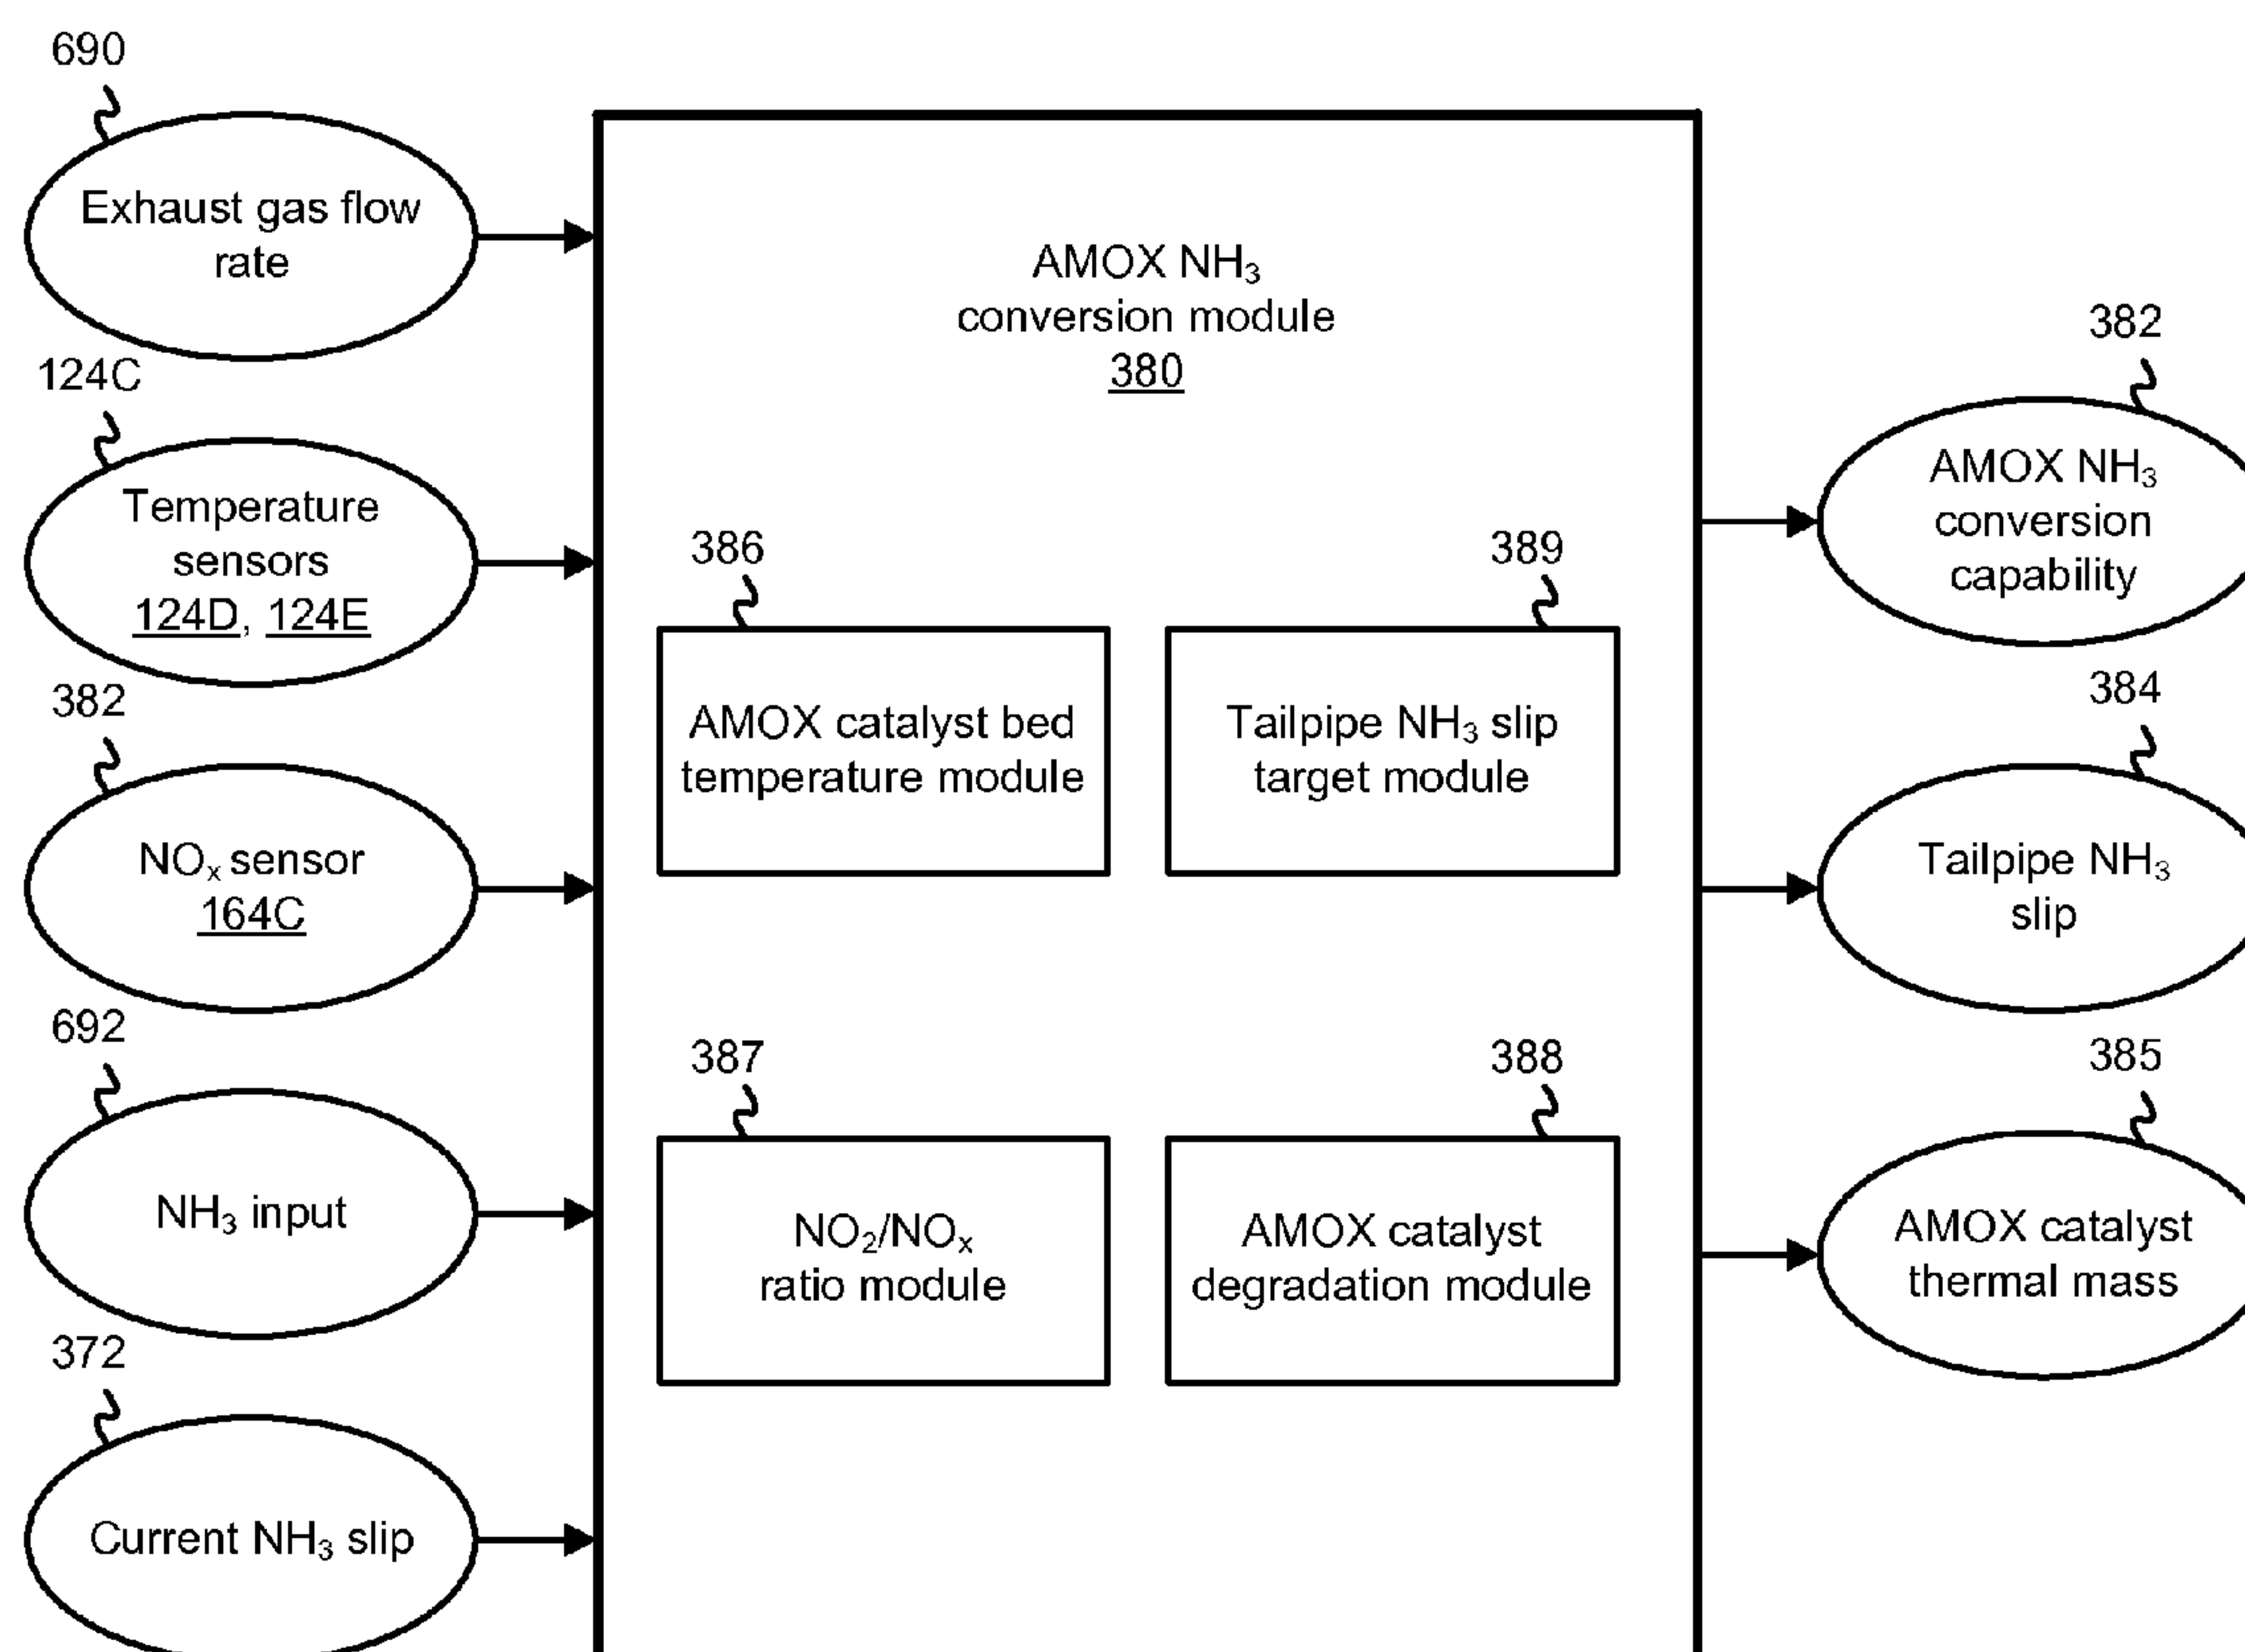 690
Exhaust gas flow
rate
124C
Temperature
sensors
124D, 124E
382
NOx sensor
164C
692
NH3 input
372
Current NH3 slip
AMOX NH3
conversion module
380
386
AMOX catalyst bed
temperature module
389
Tailpipe NH3 slip
target module
387
NO2/NOx
ratio module
388
AMOX catalyst
degradation module
382
AMOX NH3
conversion
capability
384
Tailpipe NH3
slip
385
AMOX catalyst
thermal mass